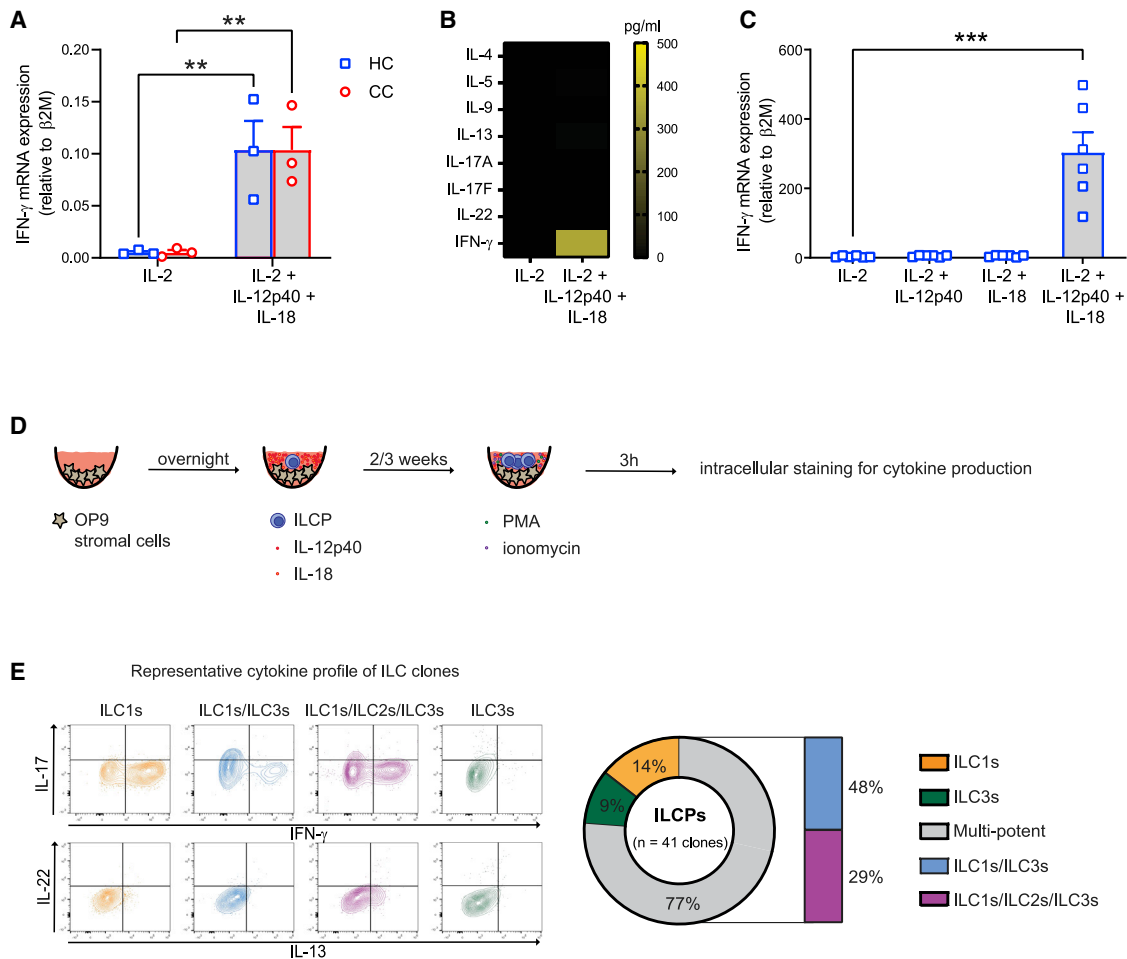 A
**
**
0.20
0.15
0.10
0.05
0.00
IFN-γ mRNA expression
(relative to β2M)
IL-2
IL-2 +
IL-12p40 +
IL-18
HC
CC
B
pg/ml
IL-4
IL-5
IL-9
IL-13
IL-17A
IL-17F
IL-22
IFN-γ
IL-2
IL-2 +
IL-12p40 +
IL-18
500
400
300
200
100
0
C
***
600
400
200
0
IFN-γ mRNA expression
(relative to β2M)
IL-2
IL-2 +
IL-12p40
IL-2 +
IL-18
IL-2 +
IL-12p40 +
IL-18
D
overnight
2/3 weeks
3h
intracellular staining for cytokine production
OP9
stromal cells
ILCP
IL-12p40
IL-18
PMA
ionomycin
E
Representative cytokine profile of ILC clones
ILC1s
ILC1s/ILC3s
ILC1s/ILC2s/ILC3s
ILC3s
IL-17
IFN-γ
IL-22
IL-13
14%
9%
77%
ILCPs
(n = 41 clones)
48%
29%
ILC1s
ILC3s
Multi-potent
ILC1s/ILC3s
ILC1s/ILC2s/ILC3s